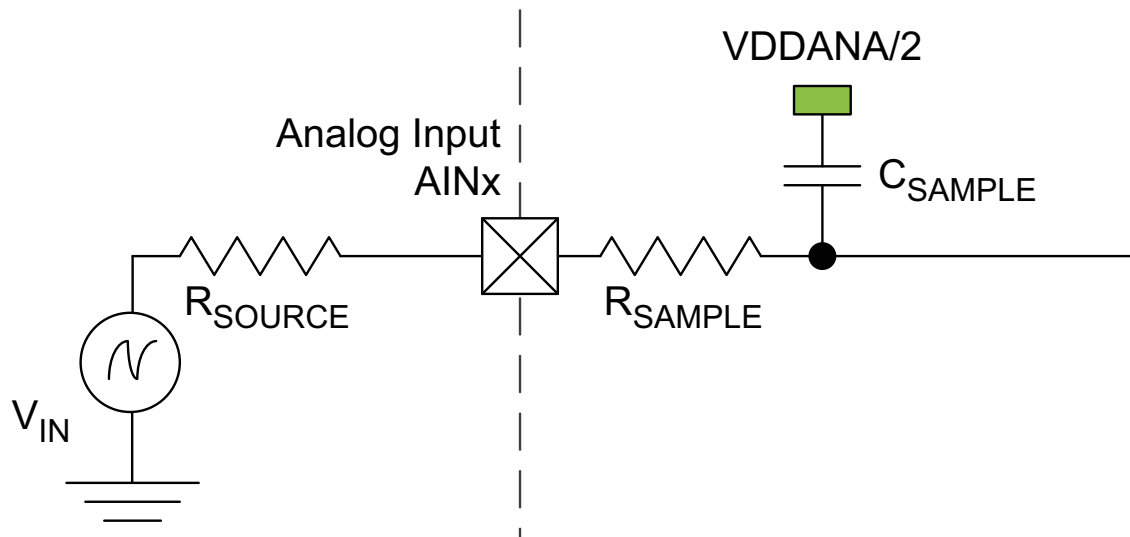 VDDANA/2
Analog Input
AINx
CSAMPLE
RSOURCE
RSAMPLE
VIN